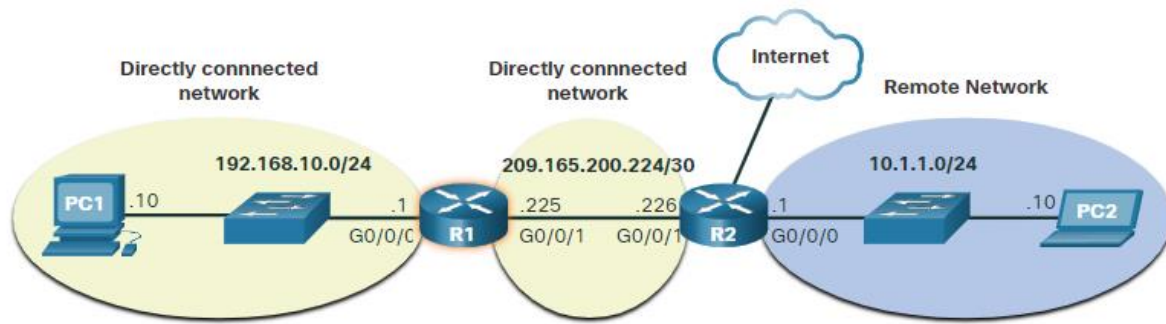 Directly connnected
network
Directly connnected
network
Internet
Remote Network
192.168.10.0/24
209.165.200.224/30
10.1.1.0/24
PC1
.10
.1
G0/0/0
R1
.225
G0/0/1
.226
G0/0/1
R2
.1
G0/0/0
.10
PC2